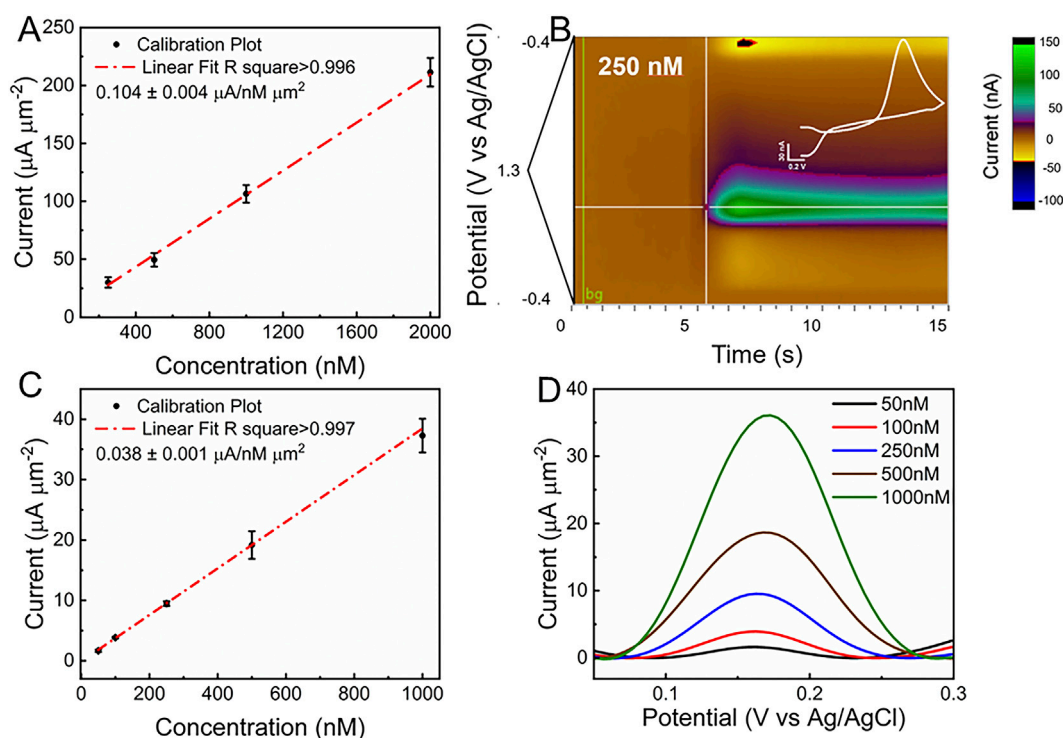 A
Calibration Plot
Linear Fit R square>0.996
0.104 ± 0.004 µA/nM µm²
Current (µA µm⁻²)
250
200
150
100
50
0
400 800 1200 1600 2000
Concentration (nM)
B
250 nM
Potential (V vs Ag/AgCl)
-0.4
1.3
-0.4
30 nA
0.2 V
bg
0 5 10 15
Time (s)
Current (nA)
150
100
50
0
-50
-100
C
Calibration Plot
Linear Fit R square>0.997
0.038 ± 0.001 µA/nM µm²
Current (µA µm⁻²)
40
30
20
10
0
0 200 400 600 800 1000
Concentration (nM)
D
50nM
100nM
250nM
500nM
1000nM
Current (µA µm⁻²)
40
30
20
10
0
0.1 0.2 0.3
Potential (V vs Ag/AgCl)